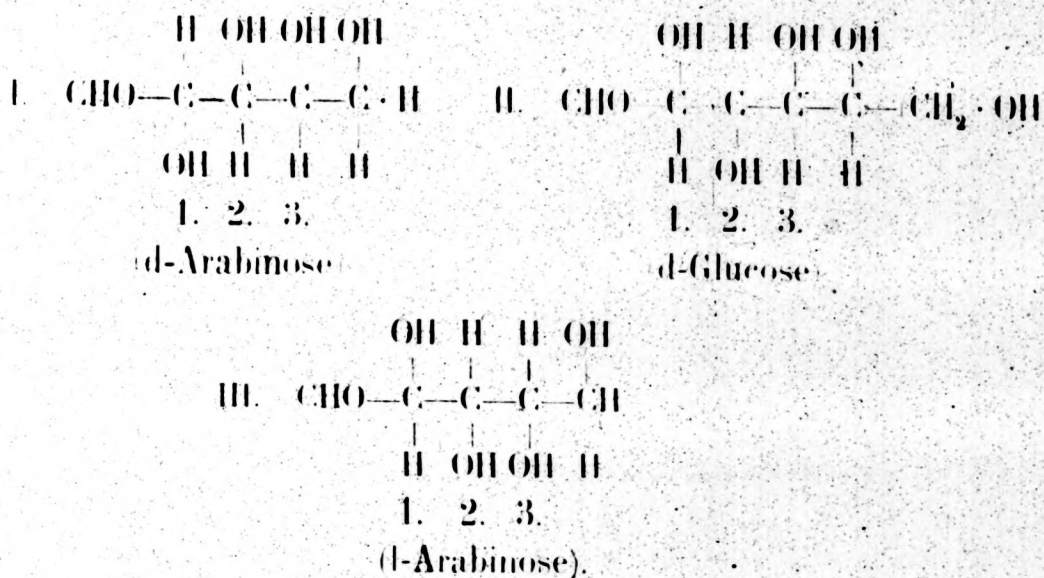 H OH OH OH
I. CHO—C—C—C—C·H
OH H H H
1. 2. 3.
(d-Arabinose)
OH H OH OH
II. CHO C·C—C—C—CH₂·OH
H OH H H
1. 2. 3.
d-Glucose)
OH H H OH
III. CHO—C—C—C—CH
H OH OH H
1. 2. 3.
(l-Arabinose).